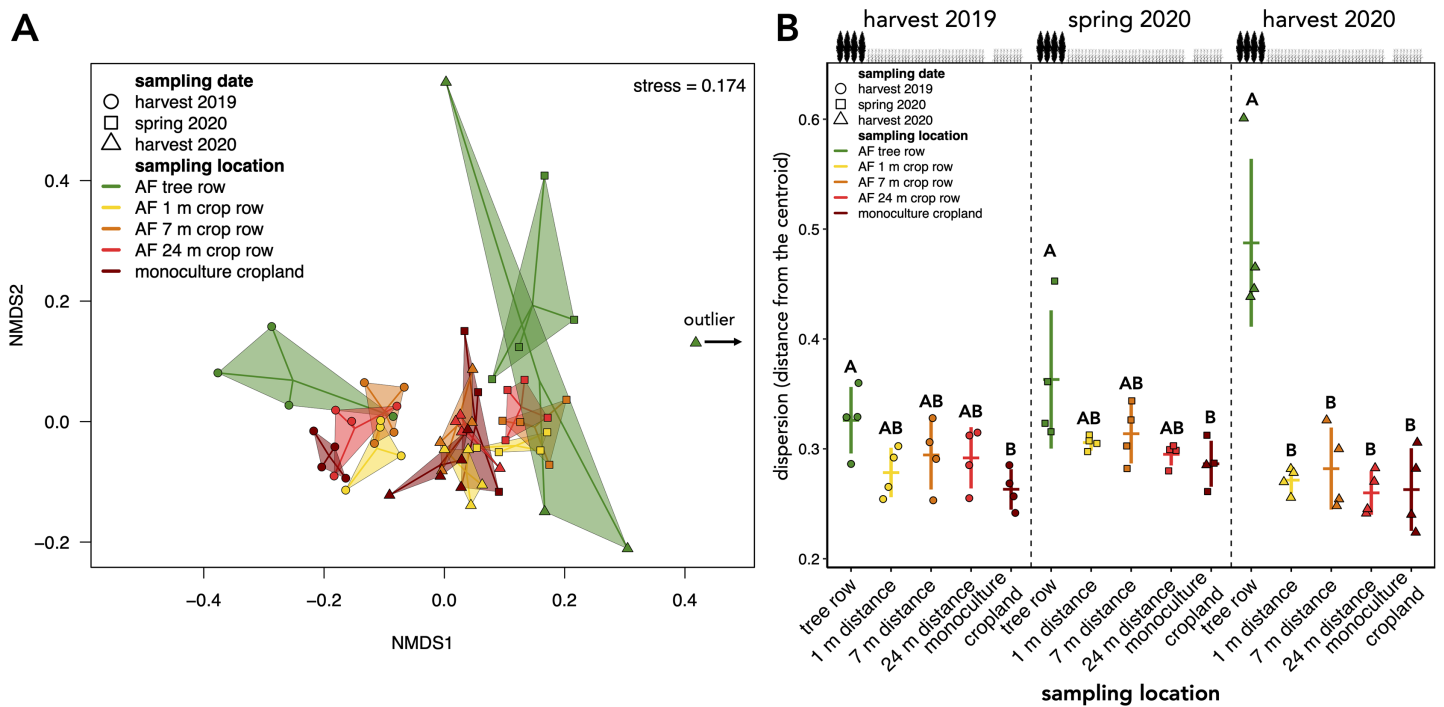 A
sampling date
harvest 2019
spring 2020
harvest 2020
sampling location
AF tree row
AF 1 m crop row
AF 7 m crop row
AF 24 m crop row
monoculture cropland
stress = 0.174
outlier
NMDS2
0.4
0.2
0.0
−0.2
−0.4
−0.2
0.0
0.2
0.4
NMDS1
B
harvest 2019
spring 2020
harvest 2020
sampling date
harvest 2019
spring 2020
harvest 2020
sampling location
AF tree row
AF 1 m crop row
AF 7 m crop row
AF 24 m crop row
monoculture cropland
dispersion (distance from the centroid)
0.6
0.5
0.4
0.3
0.2
A
AB
AB
AB
B
A
AB
AB
AB
B
A
B
B
B
B
tree row
1 m distance
7 m distance
24 m distance
monoculture
cropland
tree row
1 m distance
7 m distance
24 m distance
monoculture
cropland
tree row
1 m distance
7 m distance
24 m distance
monoculture
cropland
sampling location